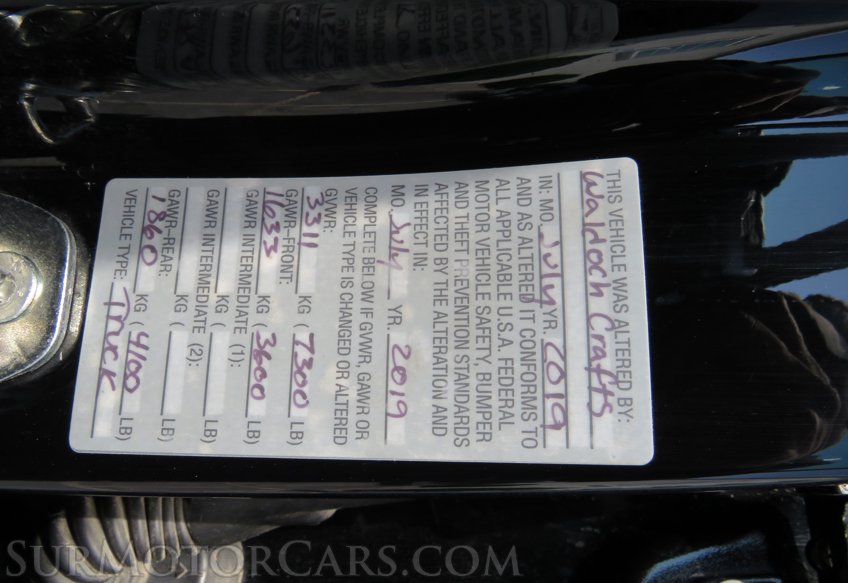 THIS VEHICLE WAS ALTERED BY:
Waldoch Crafts
IN: MO. July YR. 2019
AND AS ALTERED IT CONFORMS TO
ALL APPLICABLE U.S.A. FEDERAL
MOTOR VEHICLE SAFETY, BUMPER
AND THEFT PREVENTION STANDARDS
AFFECTED BY THE ALTERATION AND
IN EFFECT IN:
MO. July YR. 2019
COMPLETE BELOW IF GVWR, GAWR OR
VEHICLE TYPE IS CHANGED OR ALTERED
GVWR:
3311 KG ( 7300 LB)
GAWR-FRONT:
1633 KG ( 3600 LB)
GAWR INTERMEDIATE (1):
KG ( LB)
GAWR INTERMEDIATE (2):
KG ( LB)
GAWR-REAR:
1860 KG ( 4100 LB)
VEHICLE TYPE: Truck
SURMOTORCARS.COM